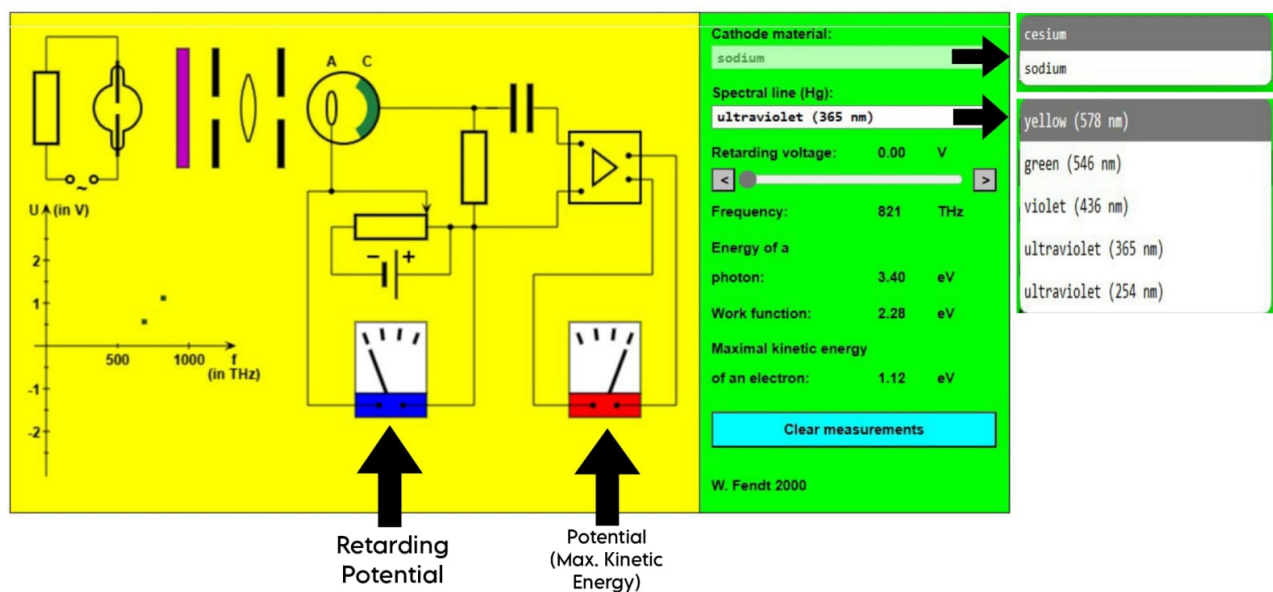 A C
U (in V)
2
1
-1
-2
500 1000 f
(in THz)
~
− +
Cathode material:
sodium
Spectral line (Hg):
ultraviolet (365 nm)
Retarding voltage: 0.00 V
< >
Frequency: 821 THz
Energy of a
photon: 3.40 eV
Work function: 2.28 eV
Maximal kinetic energy
of an electron: 1.12 eV
Clear measurements
W. Fendt 2000
cesium
sodium
yellow (578 nm)
green (546 nm)
violet (436 nm)
ultraviolet (365 nm)
ultraviolet (254 nm)
Retarding
Potential
Potential
(Max. Kinetic
Energy)